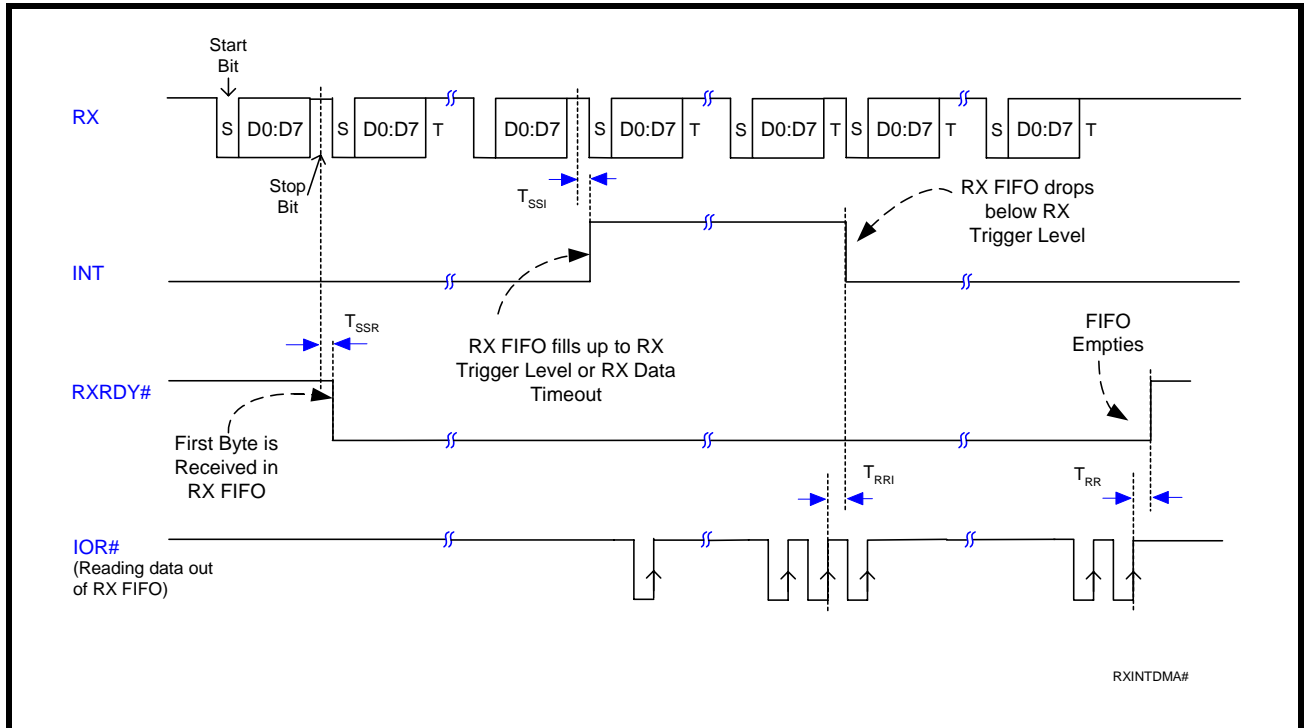 Start
Bit
RX
S D0:D7 S D0:D7 T D0:D7 S D0:D7 T S D0:D7 T S D0:D7 T S D0:D7 T
Stop
Bit
TSSI
RX FIFO drops
below RX
Trigger Level
INT
TSSR
RX FIFO fills up to RX
Trigger Level or RX Data
Timeout
FIFO
Empties
RXRDY#
First Byte is
Received in
RX FIFO
TRRI
TRR
IOR#
(Reading data out
of RX FIFO)
RXINTDMA#